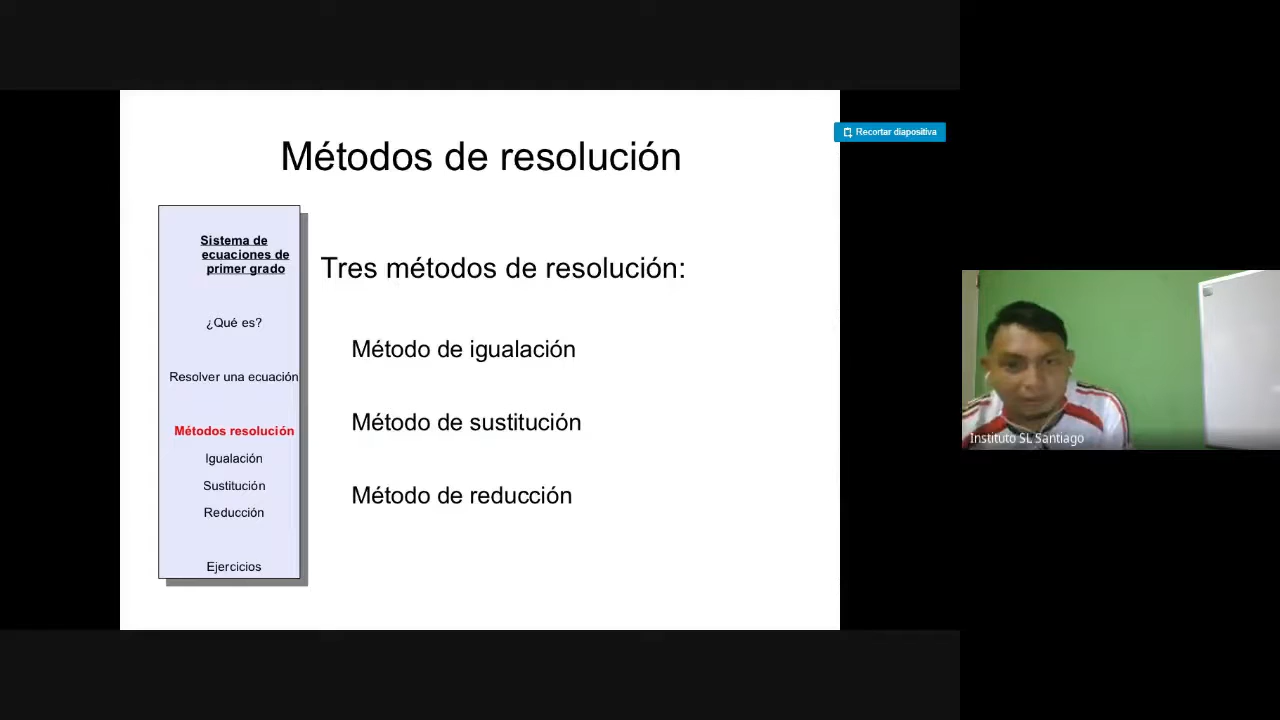 Métodos de resolución
Recortar diapositiva
Sistema de
ecuaciones de
primer grado
¿Qué es?
Resolver una ecuación
Métodos resolución
Igualación
Sustitución
Reducción
Ejercicios
Tres métodos de resolución:
Método de igualación
Método de sustitución
Método de reducción
Instituto SL Santiago